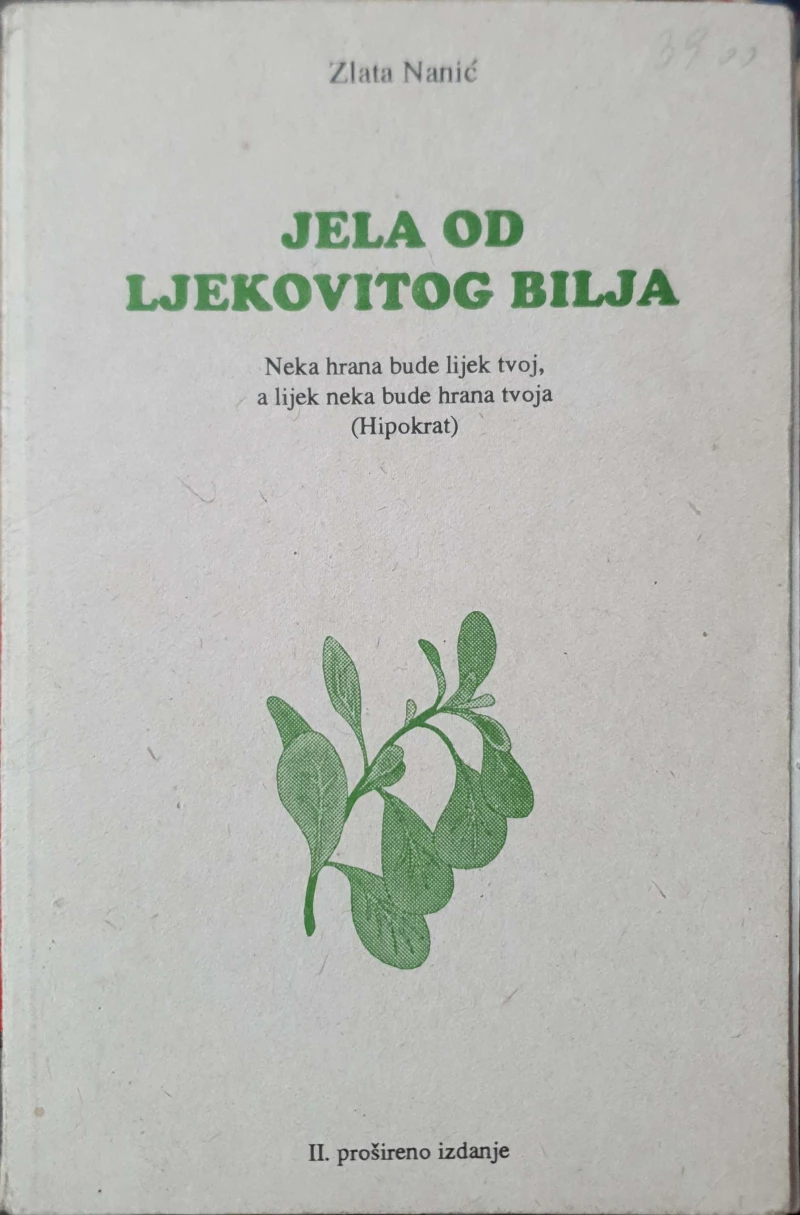 Zlata Nanić
JELA OD
LJEKOVITOG BILJA
Neka hrana bude lijek tvoj,
a lijek neka bude hrana tvoja
(Hipokrat)
II. prošireno izdanje